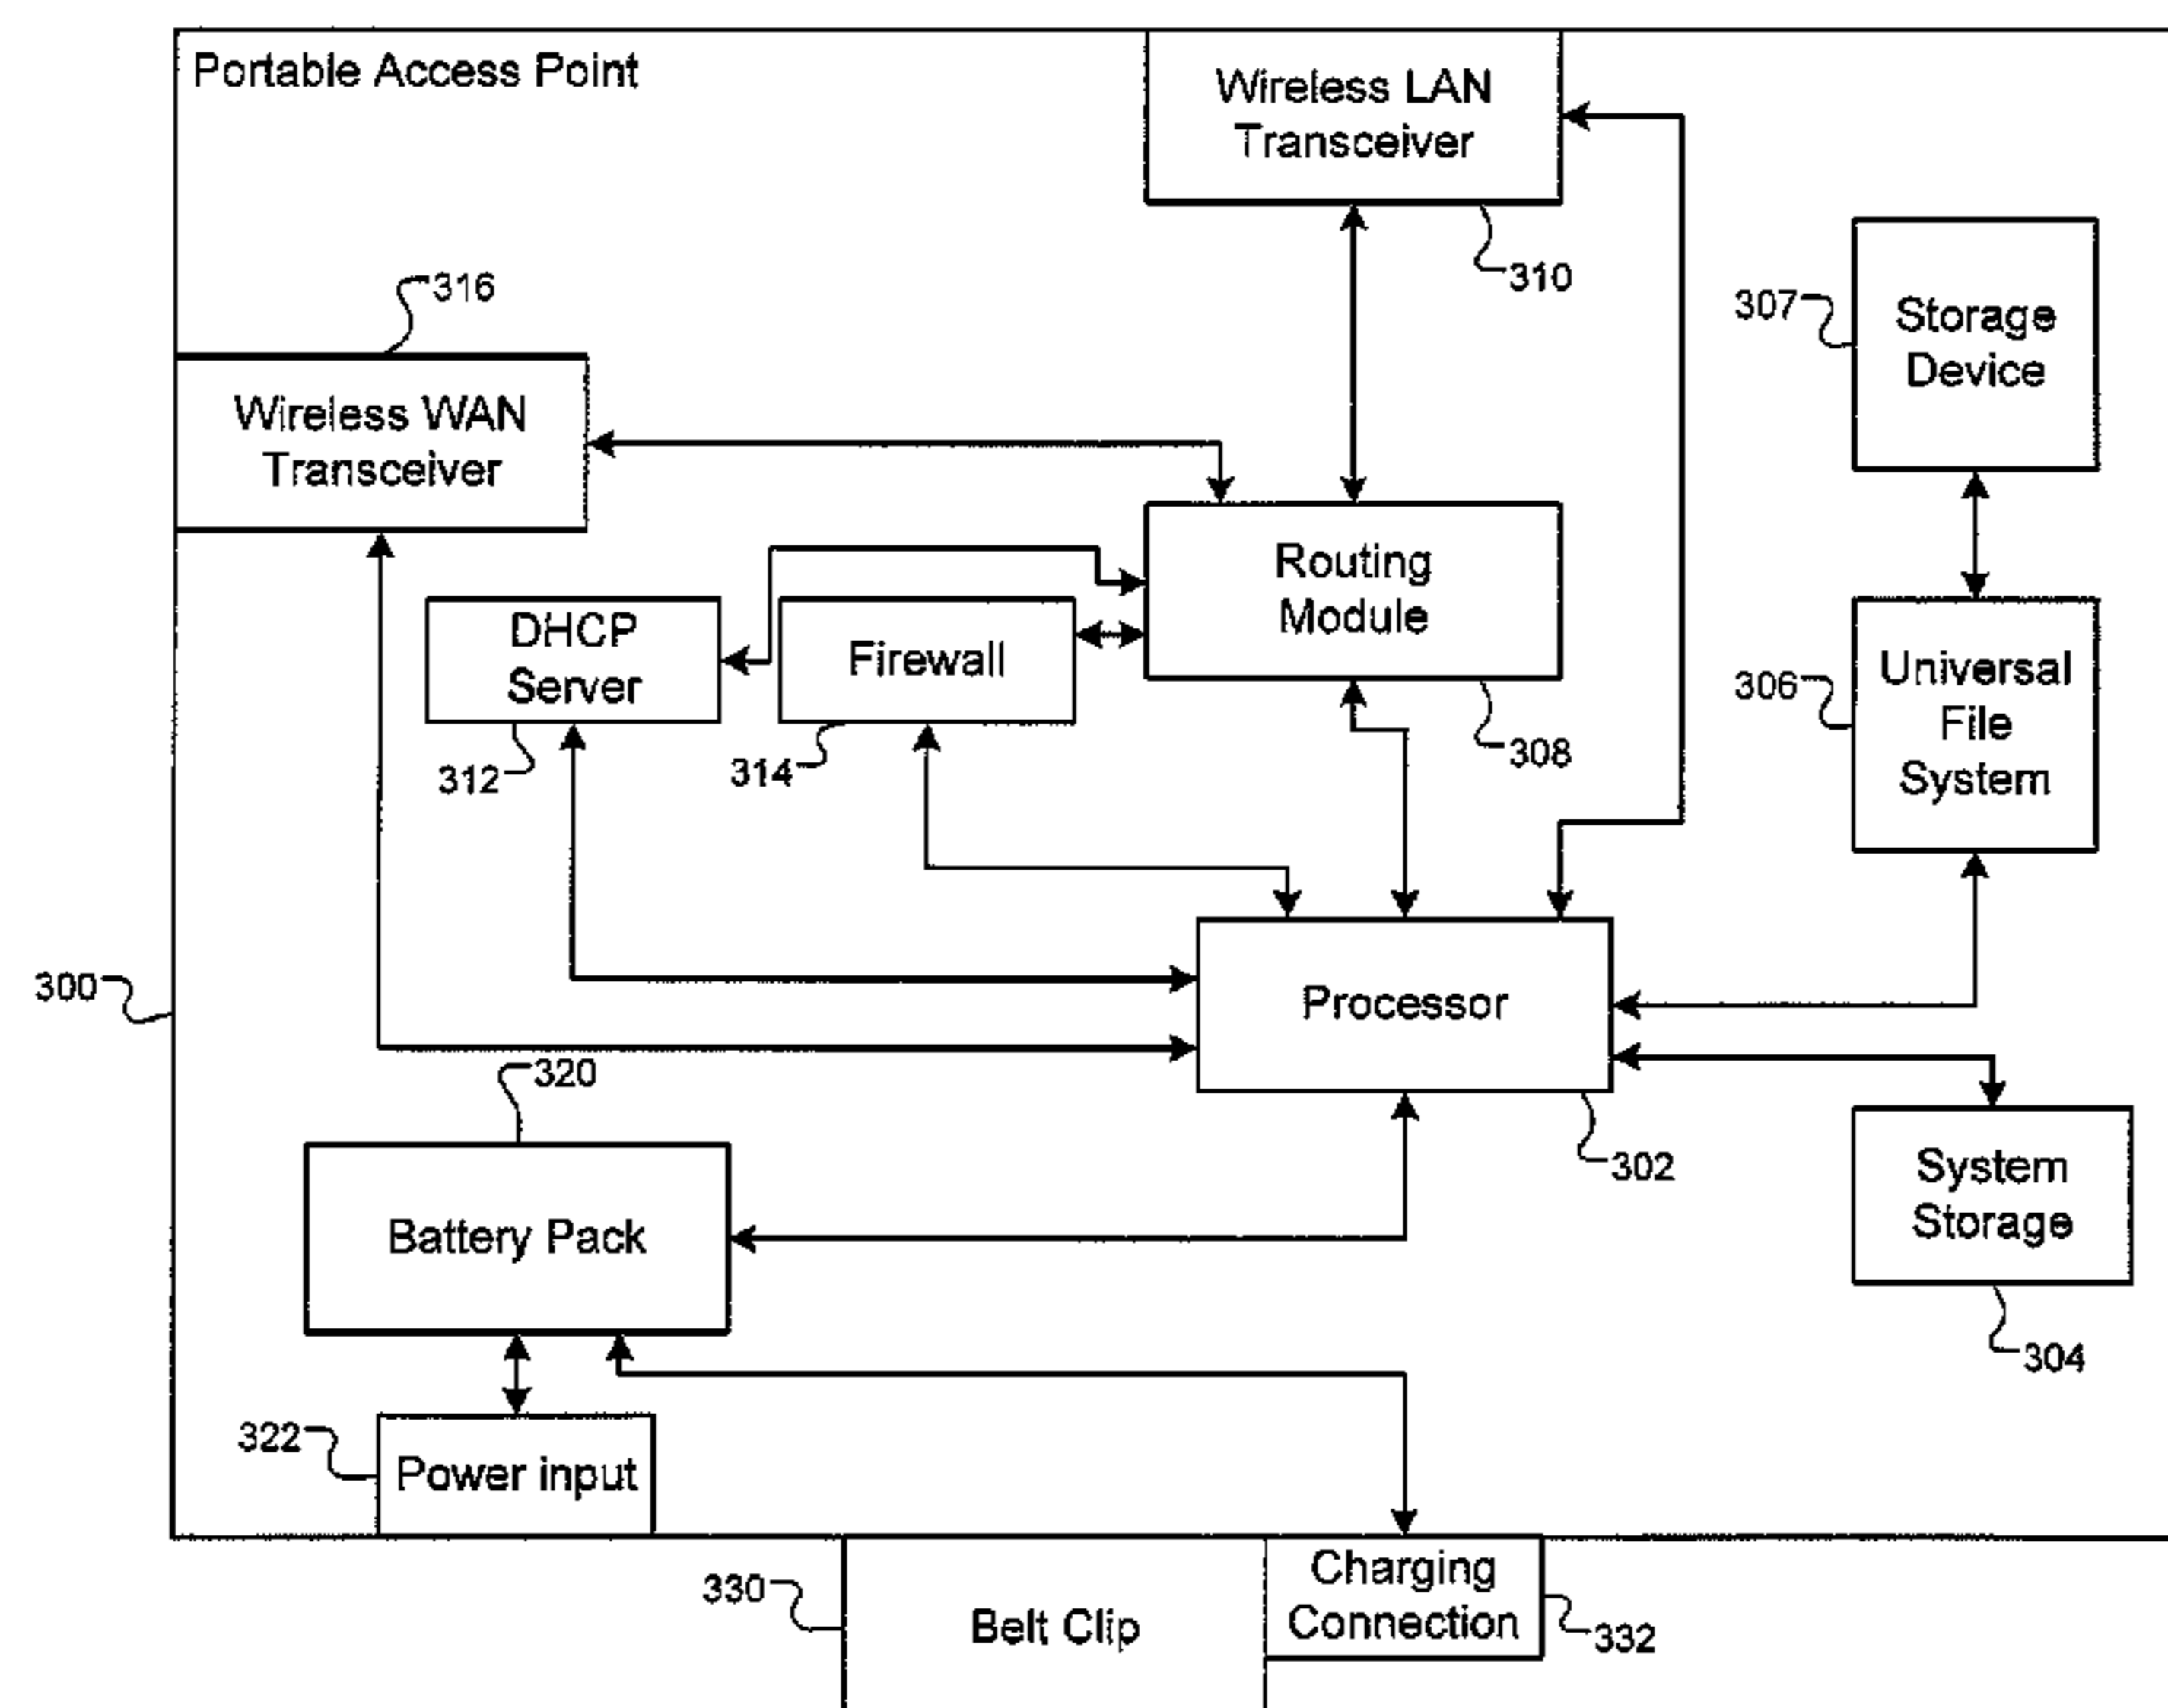 Portable Access Point
Wireless LAN
Transceiver
310
316
Wireless WAN
Transceiver
307
Storage
Device
Routing
Module
308
DHCP
Server
312
Firewall
314
306
Universal
File
System
300
Processor
302
320
Battery Pack
System
Storage
304
322
Power input
330
Belt Clip
Charging
Connection
332